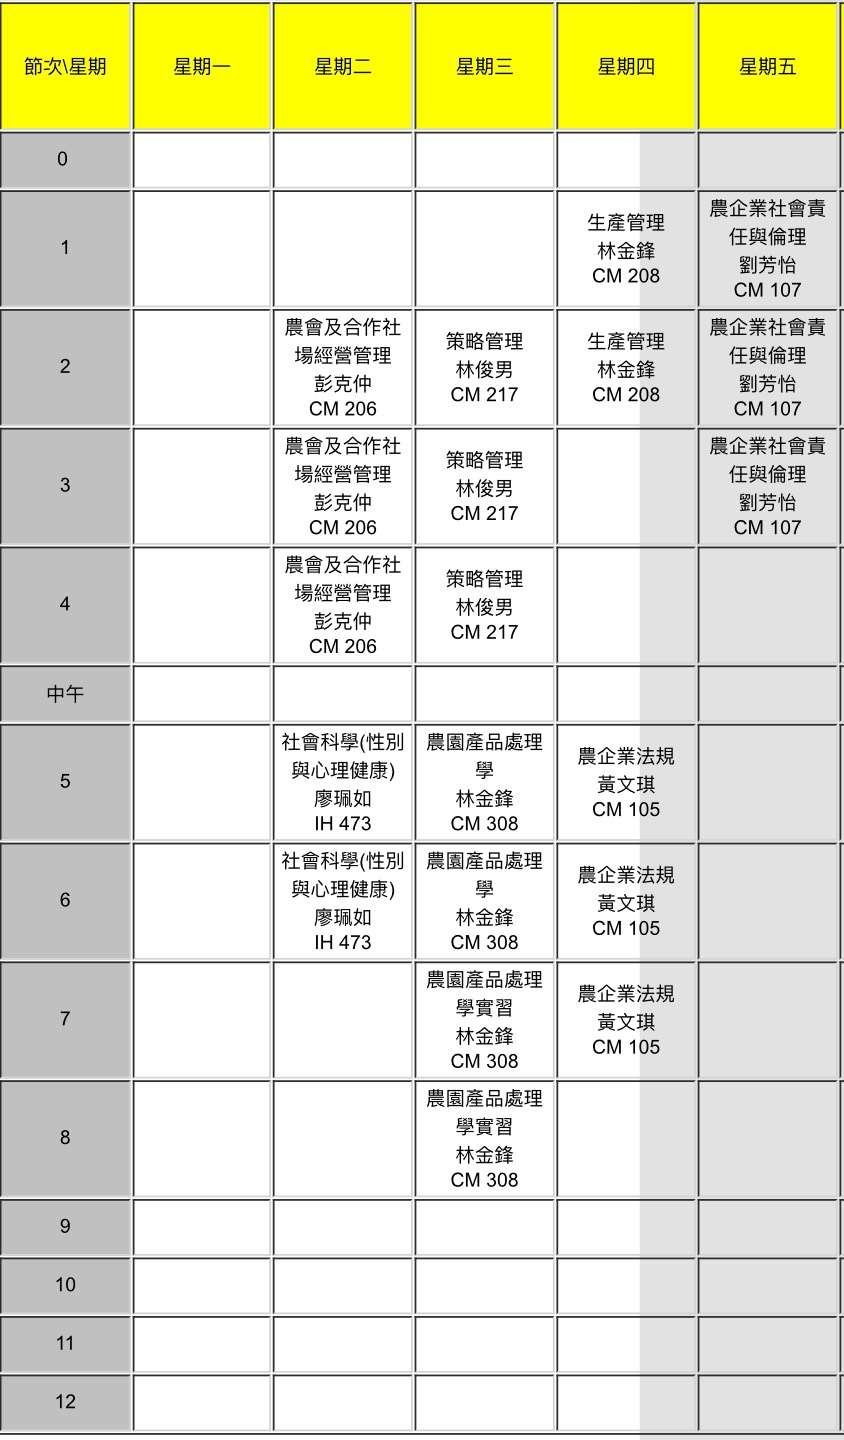 節次\星期 星期一 星期二 星期三 星期四 星期五
0
1
生產管理
林金鋒
CM 208
農企業社會責
任與倫理
劉芳怡
CM 107
2
農會及合作社
場經營管理
彭克仲
CM 206
策略管理
林俊男
CM 217
生產管理
林金鋒
CM 208
農企業社會責
任與倫理
劉芳怡
CM 107
3
農會及合作社
場經營管理
彭克仲
CM 206
策略管理
林俊男
CM 217
農企業社會責
任與倫理
劉芳怡
CM 107
4
農會及合作社
場經營管理
彭克仲
CM 206
策略管理
林俊男
CM 217
中午
5
社會科學(性別
與心理健康)
廖珮如
IH 473
農園產品處理
學
林金鋒
CM 308
農企業法規
黃文琪
CM 105
6
社會科學(性別
與心理健康)
廖珮如
IH 473
農園產品處理
學
林金鋒
CM 308
農企業法規
黃文琪
CM 105
7
農園產品處理
學實習
林金鋒
CM 308
農企業法規
黃文琪
CM 105
8
農園產品處理
學實習
林金鋒
CM 308
9
10
11
12